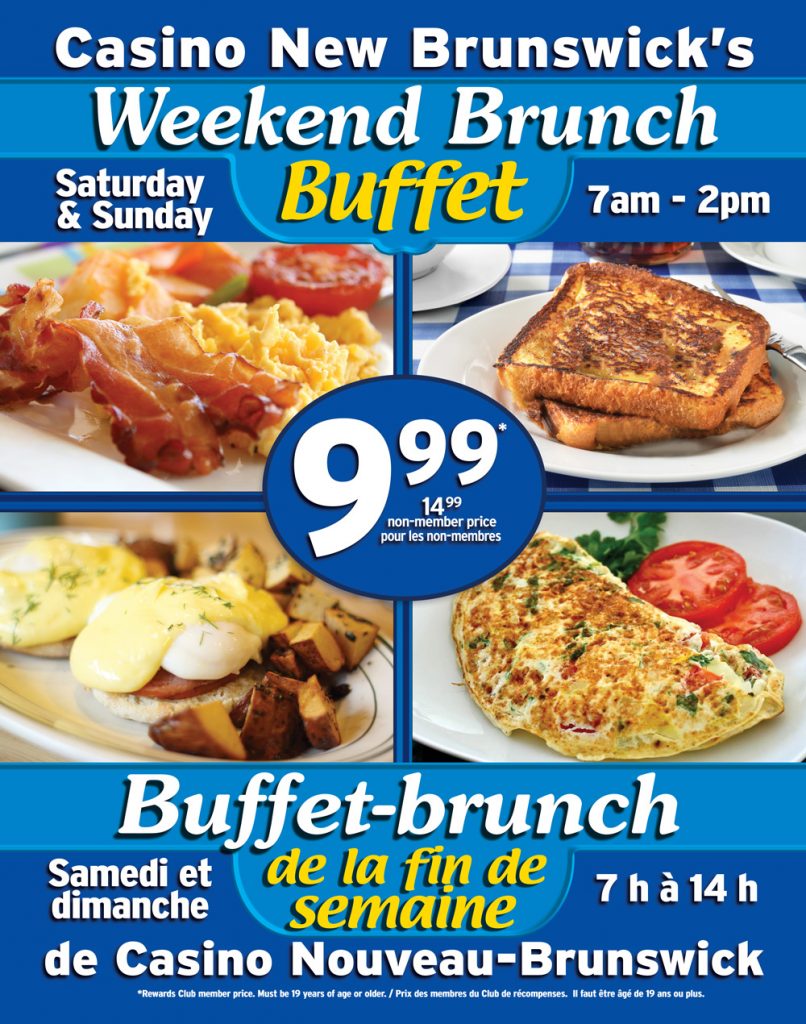 Casino New Brunswick's
Weekend Brunch
Buffet
Saturday
& Sunday
7am - 2pm
9.99*
14.99
non-member price
pour les non-membres
Buffet-brunch
de la fin de
semaine
Samedi et
dimanche
7 h à 14 h
de Casino Nouveau-Brunswick
*Rewards Club member price. Must be 19 years of age or older. / Prix des membres du Club de récompenses. Il faut être âgé de 19 ans ou plus.